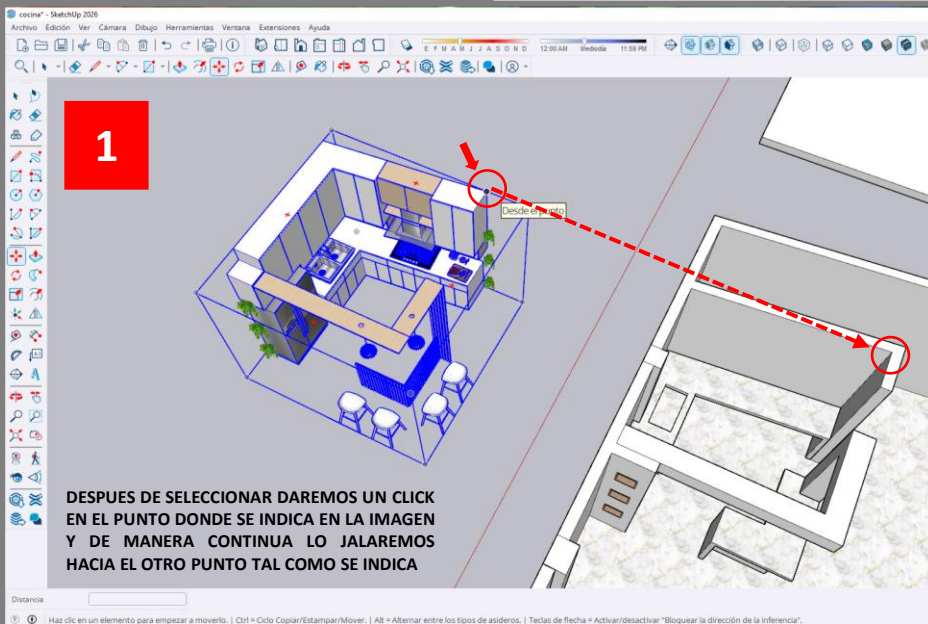 cocine* - SketchUp 2026
Archivo Edición Ver Cámara Dibujo Herramientas Ventana Extensiones Ayuda
E F M A M J J A S O N D 12:00 AM Mediodía 11:59 PM
1
Desde el punto
DESPUES DE SELECCIONAR DAREMOS UN CLICK
EN EL PUNTO DONDE SE INDICA EN LA IMAGEN
Y DE MANERA CONTINUA LO JALAREMOS
HACIA EL OTRO PUNTO TAL COMO SE INDICA
Distancia
Haz clic en un elemento para empezar a moverlo. | Ctrl = Ciclo Copiar/Estampar/Mover. | Alt = Alternar entre los tipos de asideros. | Teclas de flecha = Activar/desactivar "Bloquear la dirección de la inferencia".